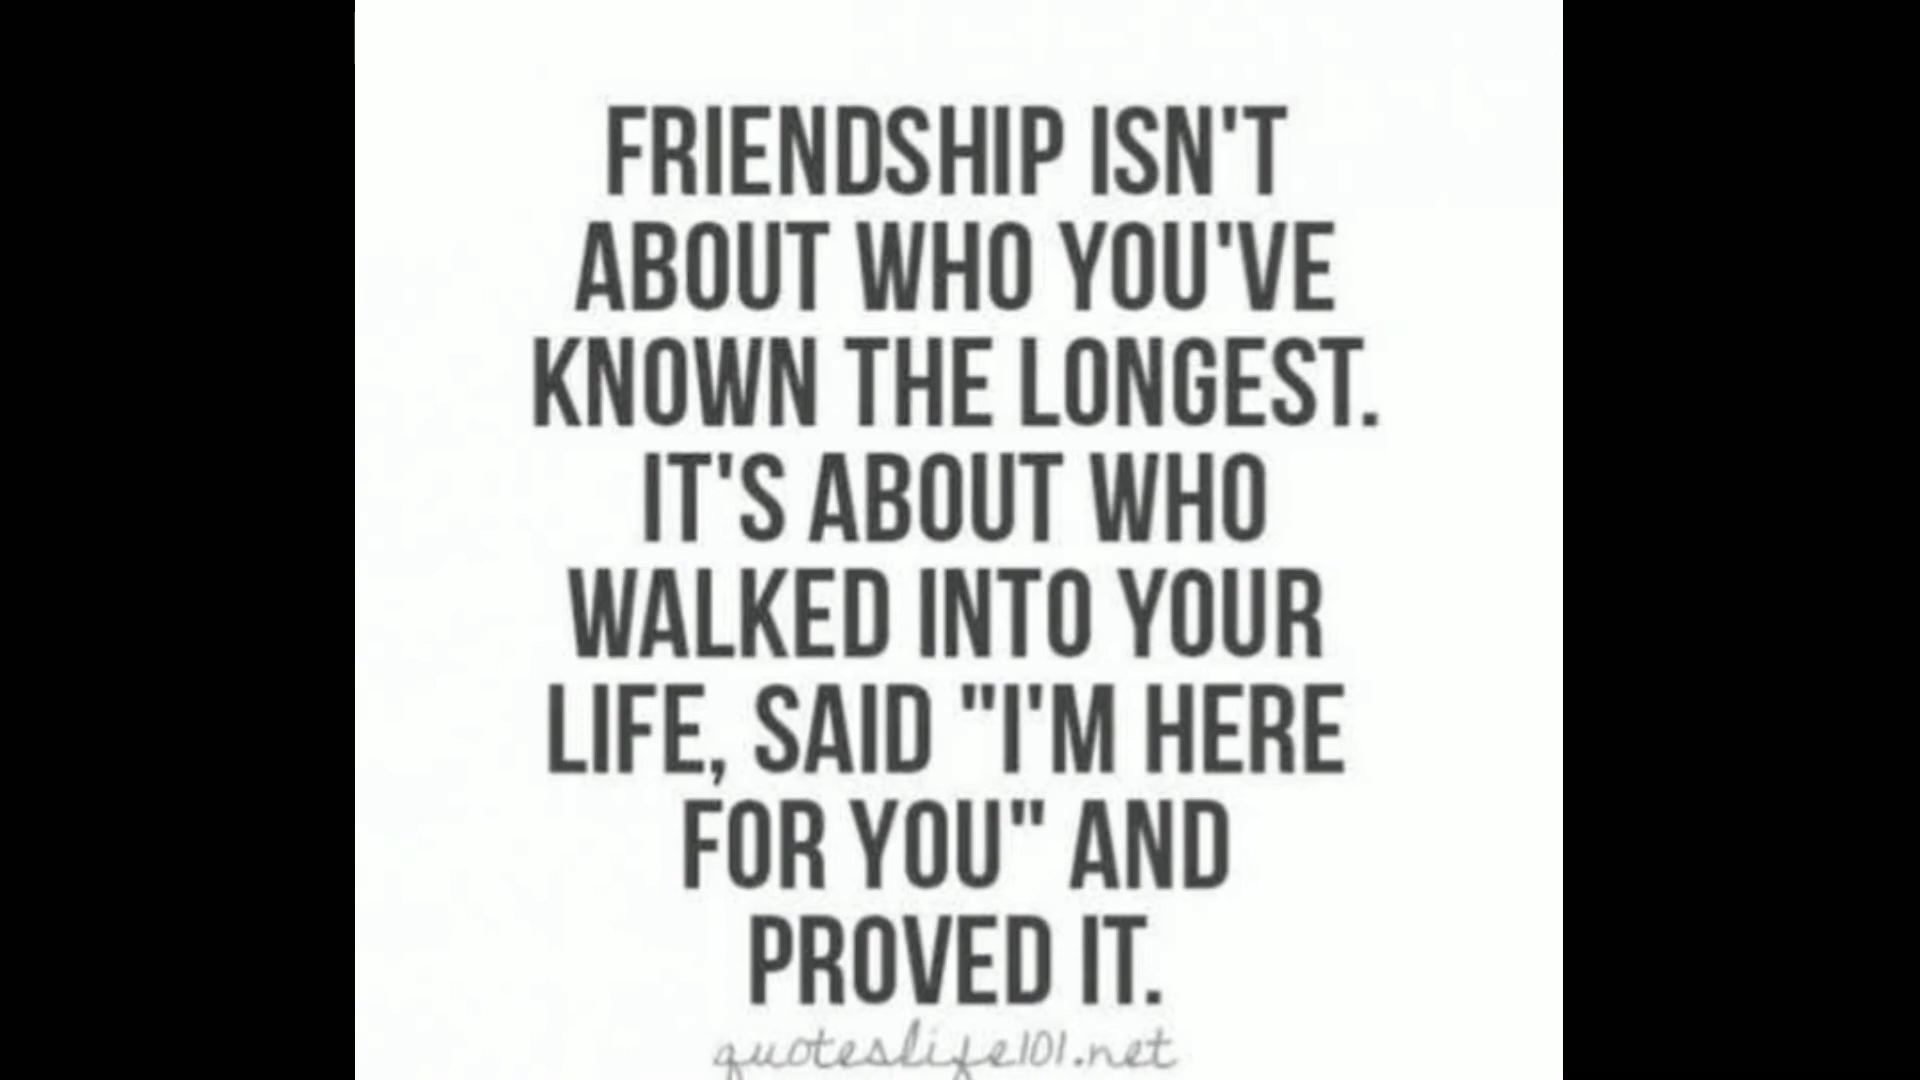 FRIENDSHIP ISN'T
ABOUT WHO YOU'VE
KNOWN THE LONGEST.
IT'S ABOUT WHO
WALKED INTO YOUR
LIFE, SAID "I'M HERE
FOR YOU" AND
PROVED IT.
quoteslife101.net